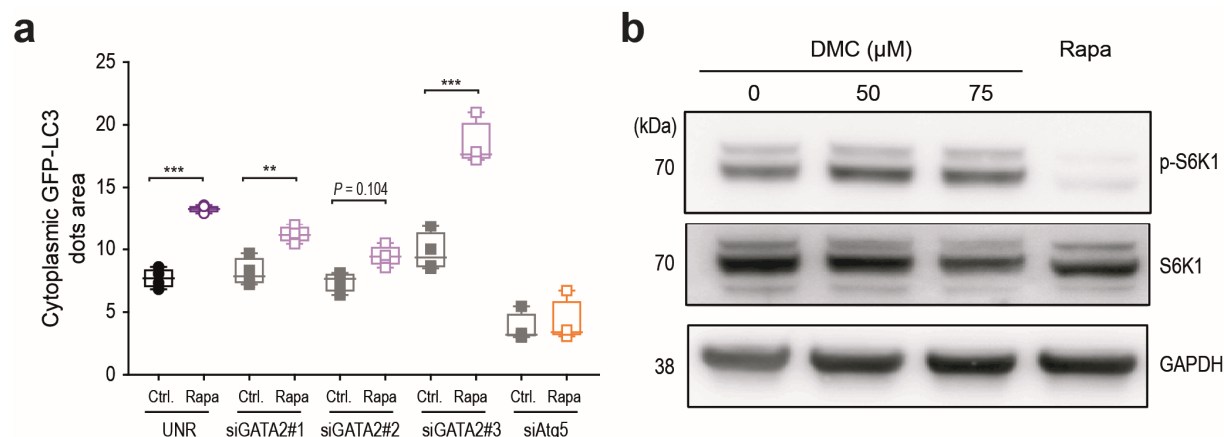 a
25
20
15
10
5
0
Cytoplasmic GFP-LC3
dots area
***
**
P = 0.104
***
Ctrl. Rapa Ctrl. Rapa Ctrl. Rapa Ctrl. Rapa Ctrl. Rapa
UNR siGATA2#1 siGATA2#2 siGATA2#3 siAtg5
b
DMC (µM) Rapa
0 50 75
(kDa)
70 p-S6K1
70 S6K1
38 GAPDH